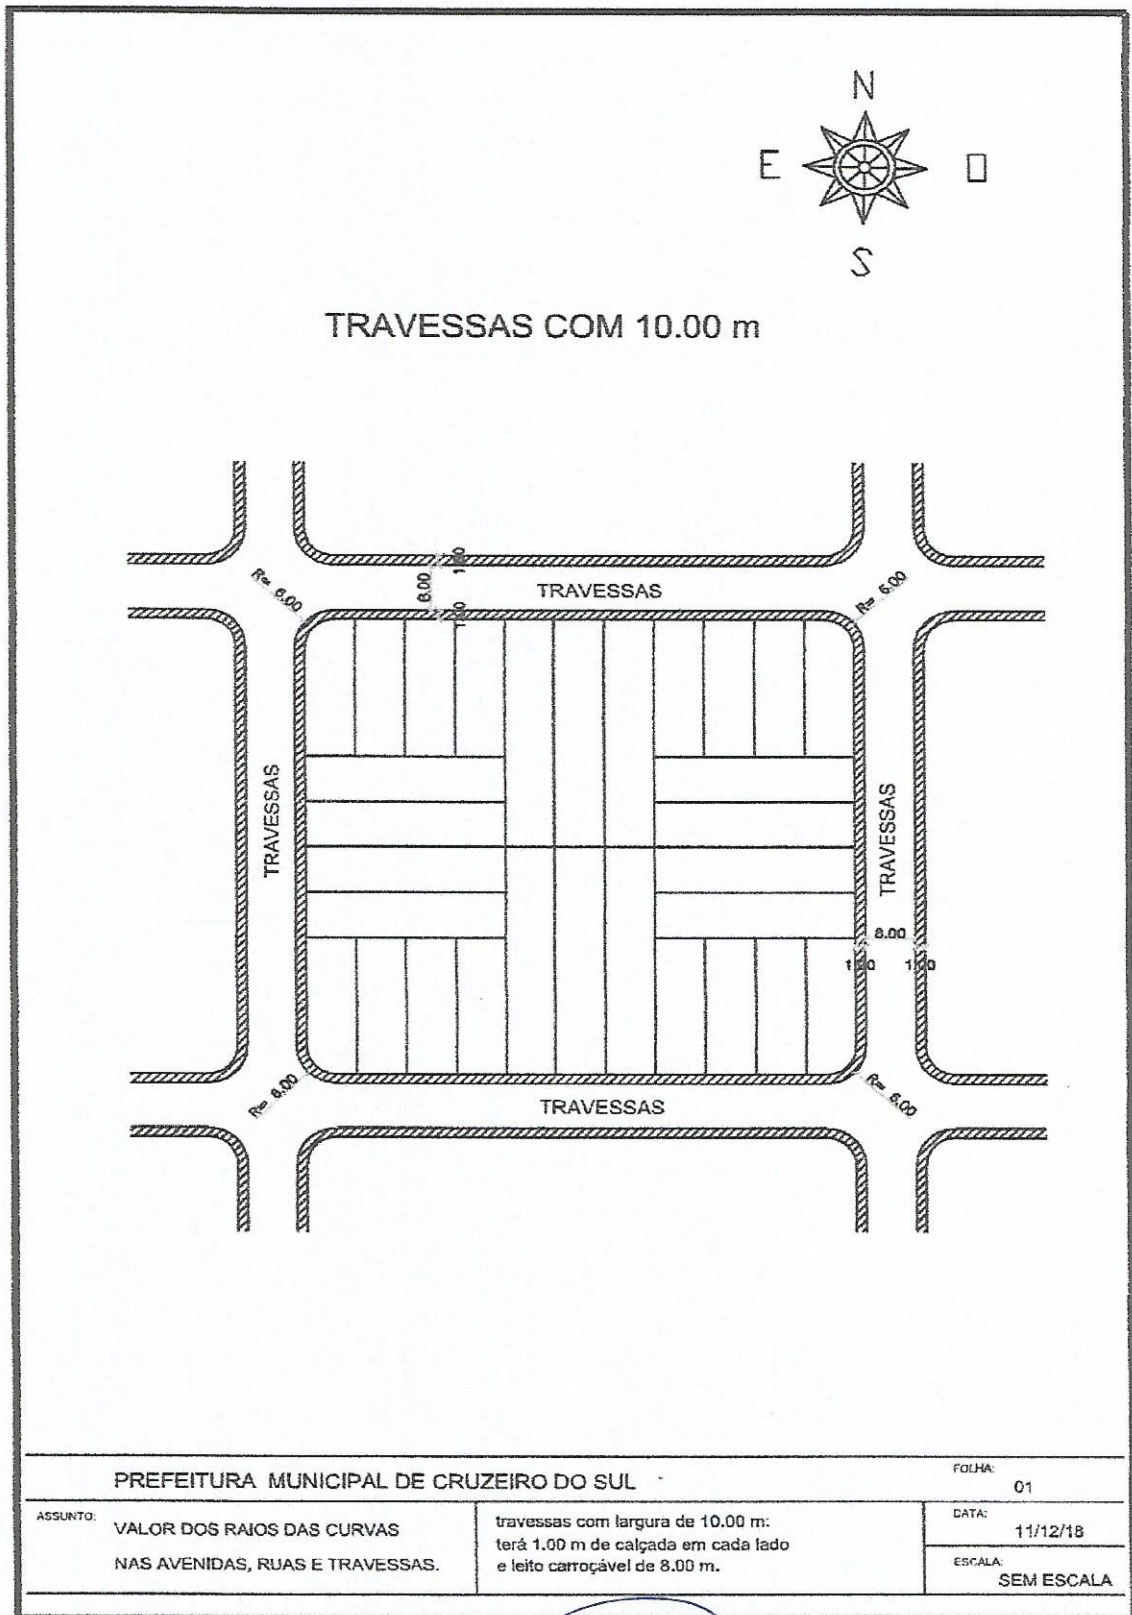 N
E
O
S
TRAVESSAS COM 10.00 m
1.00
8.00
1.00
TRAVESSAS
R= 6.00
R= 6.00
TRAVESSAS
TRAVESSAS
8.00
1.00 1.00
R= 6.00
R= 6.00
TRAVESSAS
PREFEITURA MUNICIPAL DE CRUZEIRO DO SUL
FOLHA:
01
ASSUNTO:
VALOR DOS RAIOS DAS CURVAS
NAS AVENIDAS, RUAS E TRAVESSAS.
travessas com largura de 10.00 m:
terá 1.00 m de calçada em cada lado
e leito carroçável de 8.00 m.
DATA:
11/12/18
ESCALA:
SEM ESCALA